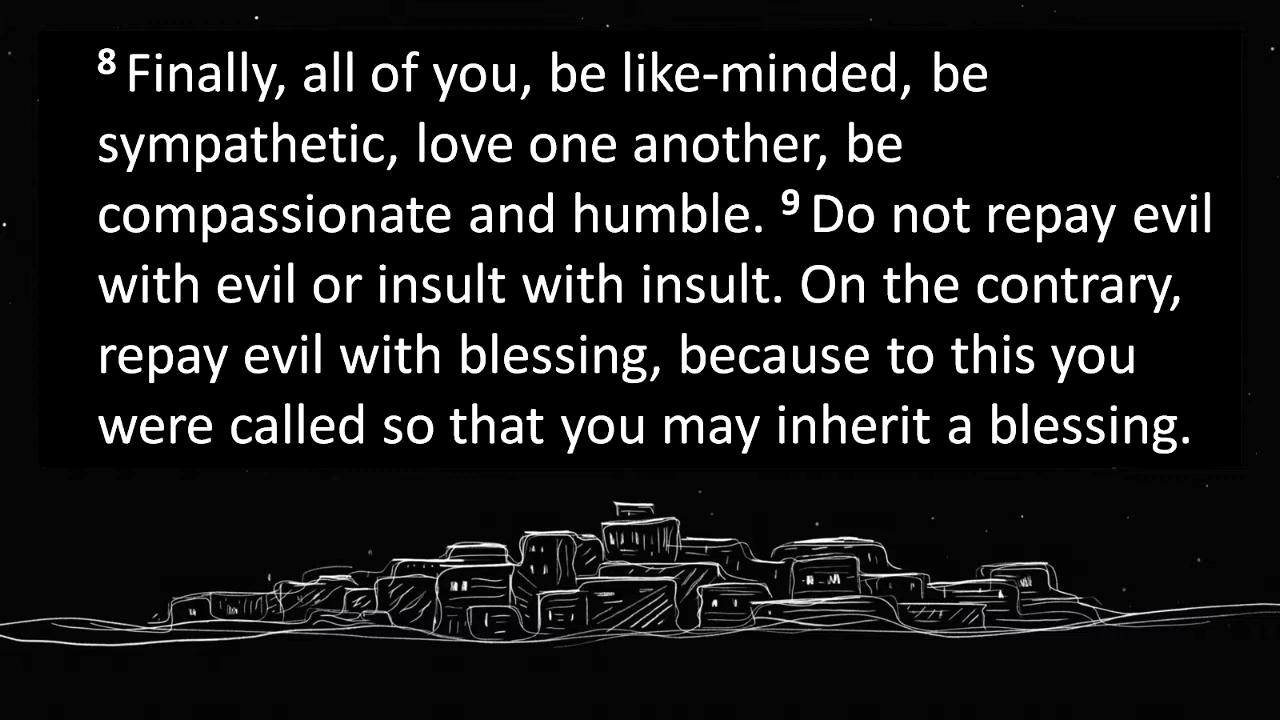 ⁸ Finally, all of you, be like-minded, be
sympathetic, love one another, be
compassionate and humble. ⁹ Do not repay evil
with evil or insult with insult. On the contrary,
repay evil with blessing, because to this you
were called so that you may inherit a blessing.